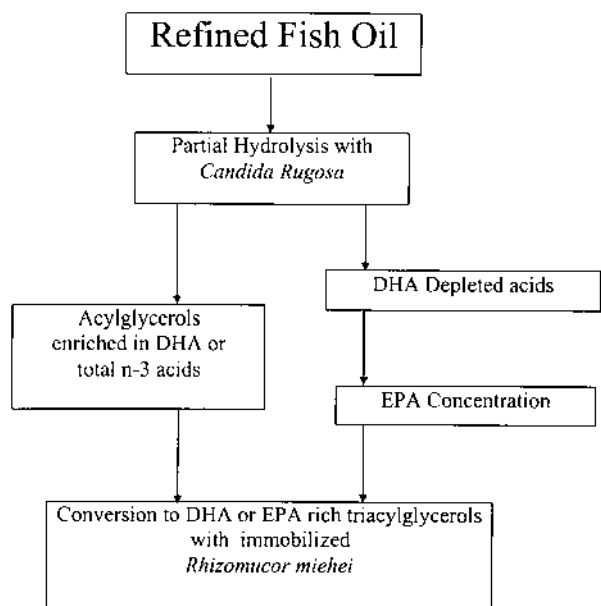 Refined Fish Oil
Partial Hydrolysis with
Candida Rugosa
DHA Depleted acids
Acylglycerols
enriched in DHA or
total n-3 acids
EPA Concentration
Conversion to DHA or EPA rich triacylglycerols
with immobilized
Rhizomucor miehei